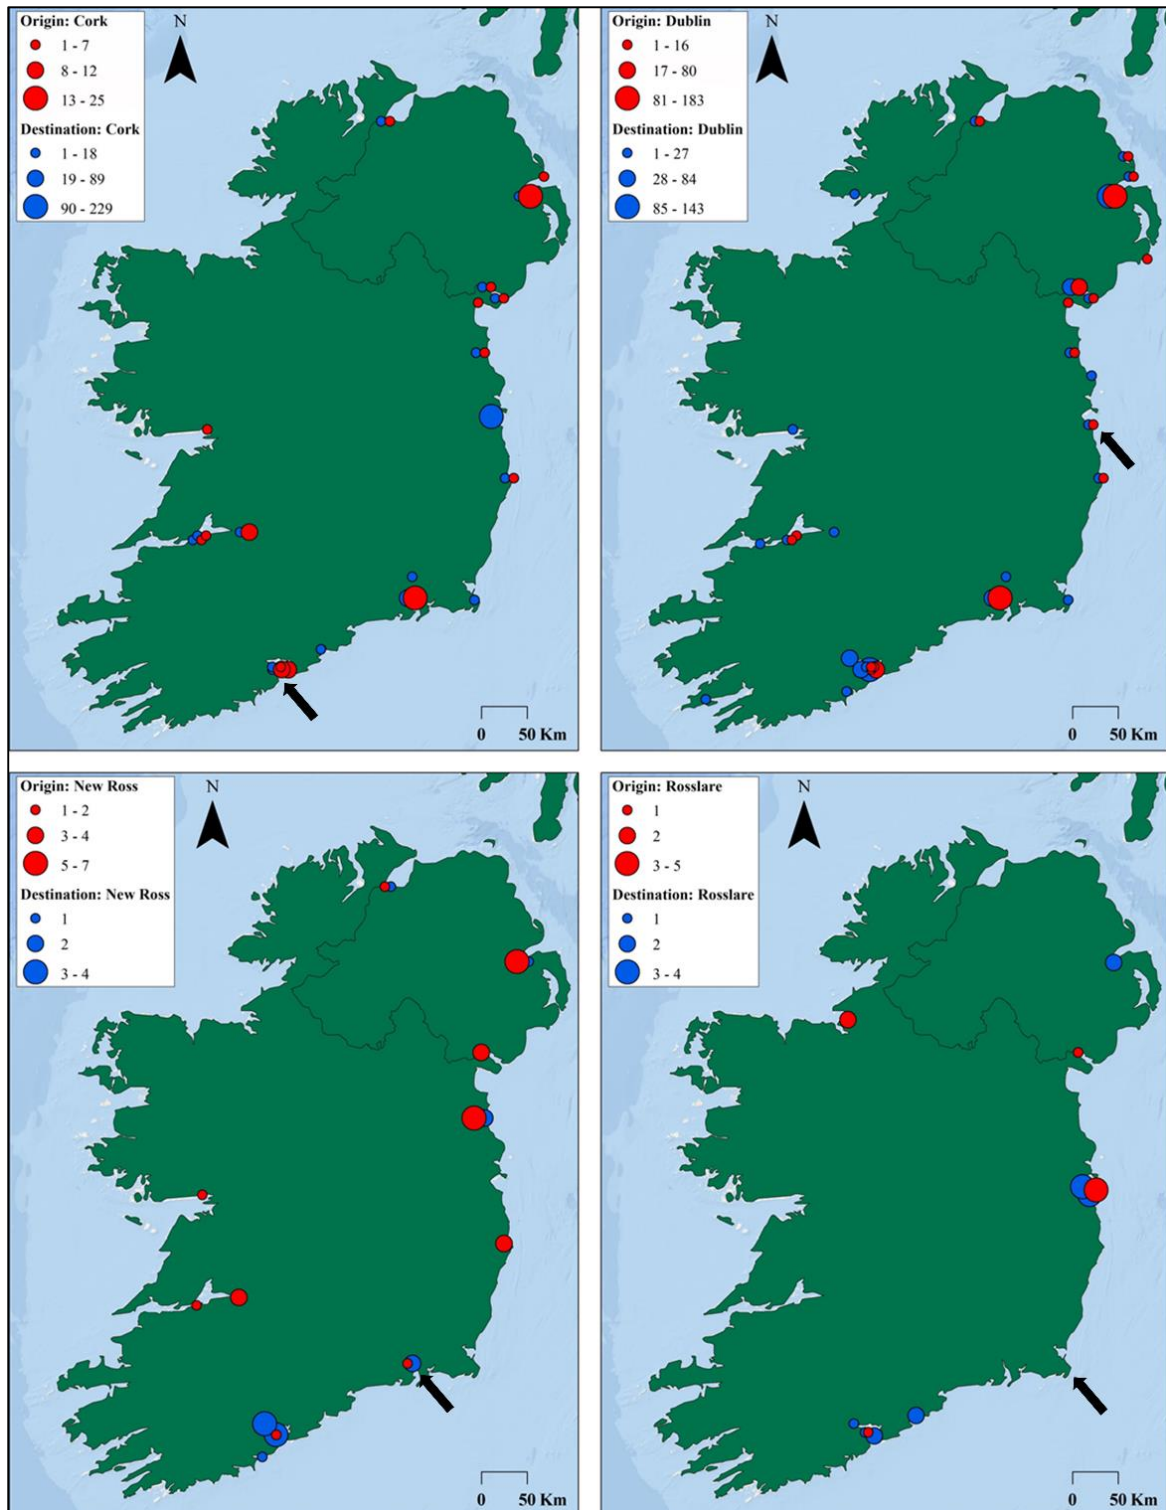 Origin: Cork
1 - 7
8 - 12
13 - 25
Destination: Cork
1 - 18
19 - 89
90 - 229
N
0 50 Km
Origin: Dublin
1 - 16
17 - 80
81 - 183
Destination: Dublin
1 - 27
28 - 84
85 - 143
N
0 50 Km
Origin: New Ross
1 - 2
3 - 4
5 - 7
Destination: New Ross
1
2
3 - 4
N
0 50 Km
Origin: Rosslare
1
2
3 - 5
Destination: Rosslare
1
2
3 - 4
N
0 50 Km